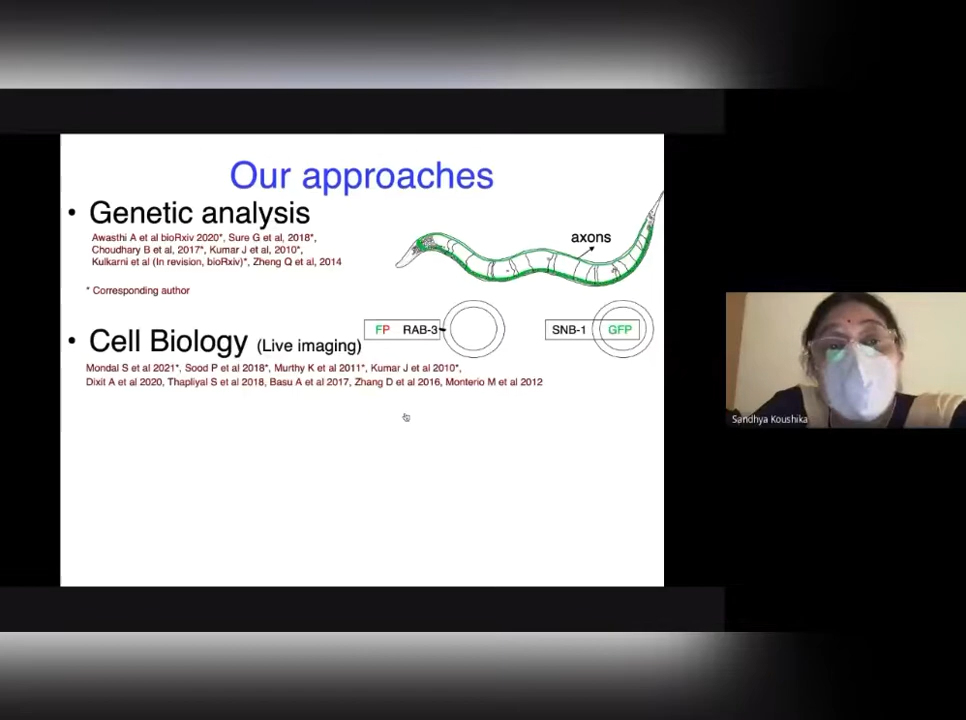 Our approaches
• Genetic analysis
Awasthi A et al bioRxiv 2020*, Sure G et al, 2018*,
Choudhary B et al, 2017*, Kumar J et al, 2010*,
Kulkarni et al (In revision, bioRxiv)*, Zheng Q et al, 2014
* Corresponding author
axons
FP RAB-3
SNB-1 GFP
• Cell Biology (Live imaging)
Mondal S et al 2021*, Sood P et al 2018*, Murthy K et al 2011*, Kumar J et al 2010*,
Dixit A et al 2020, Thapliyal S et al 2018, Basu A et al 2017, Zhang D et al 2016, Monterio M et al 2012
Sandhya Koushika